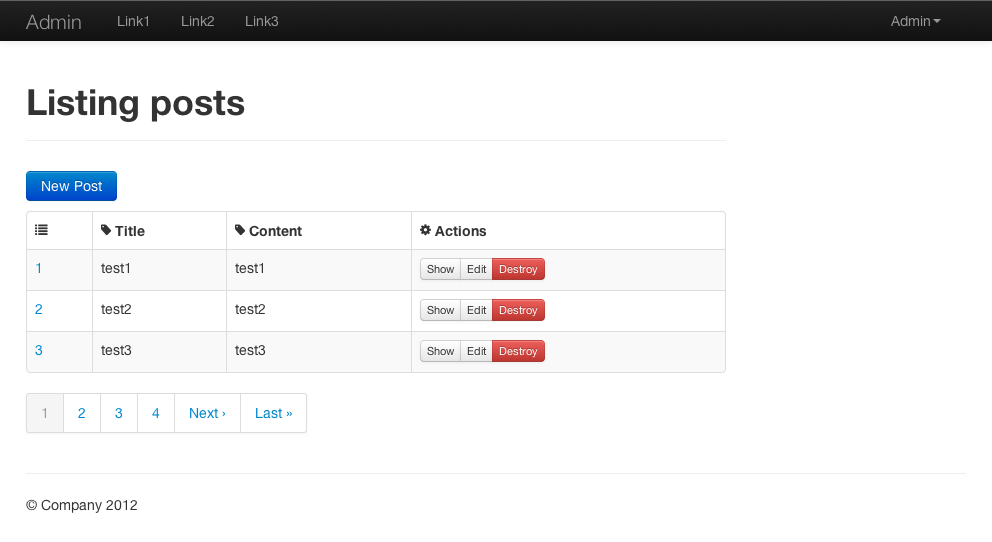 Admin Link1 Link2 Link3 Admin
Listing posts
New Post
Title Content Actions
1 test1 test1 Show Edit Destroy
2 test2 test2 Show Edit Destroy
3 test3 test3 Show Edit Destroy
1 2 3 4 Next › Last »
© Company 2012